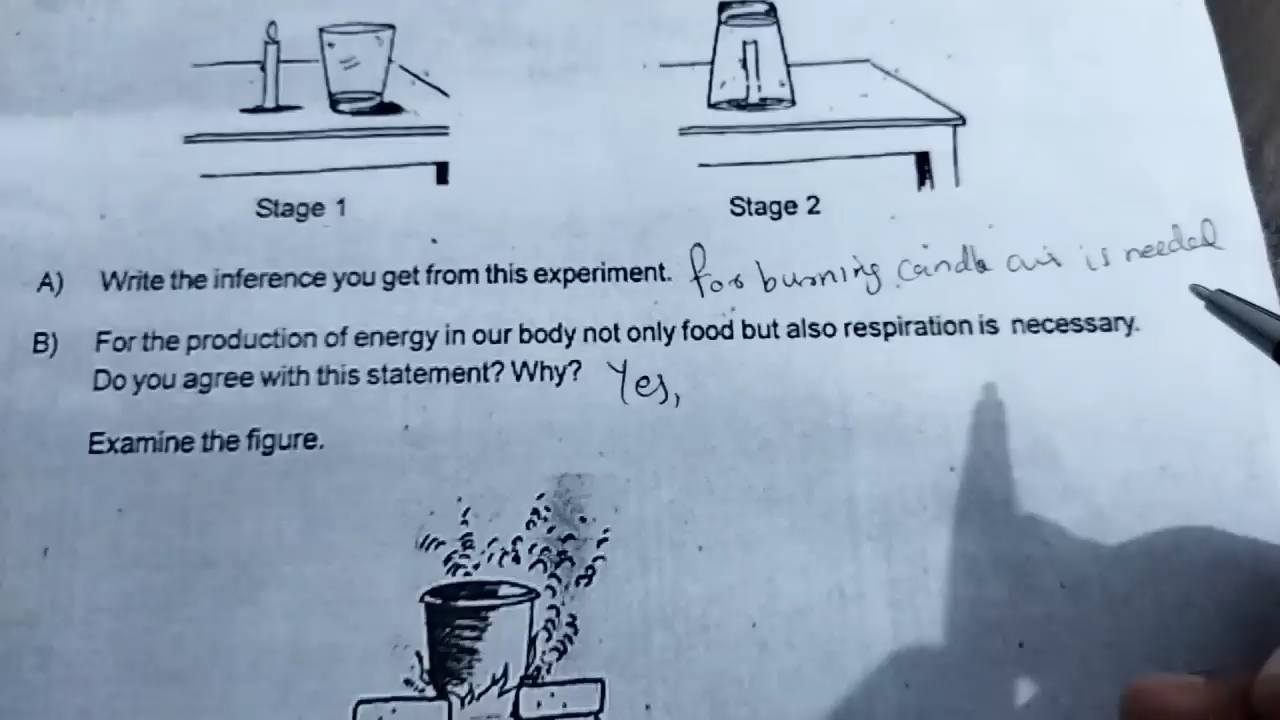 Stage 1
Stage 2
A) Write the inference you get from this experiment. for burning candle air is needed
B) For the production of energy in our body not only food but also respiration is necessary.
Do you agree with this statement? Why? Yes,
Examine the figure.